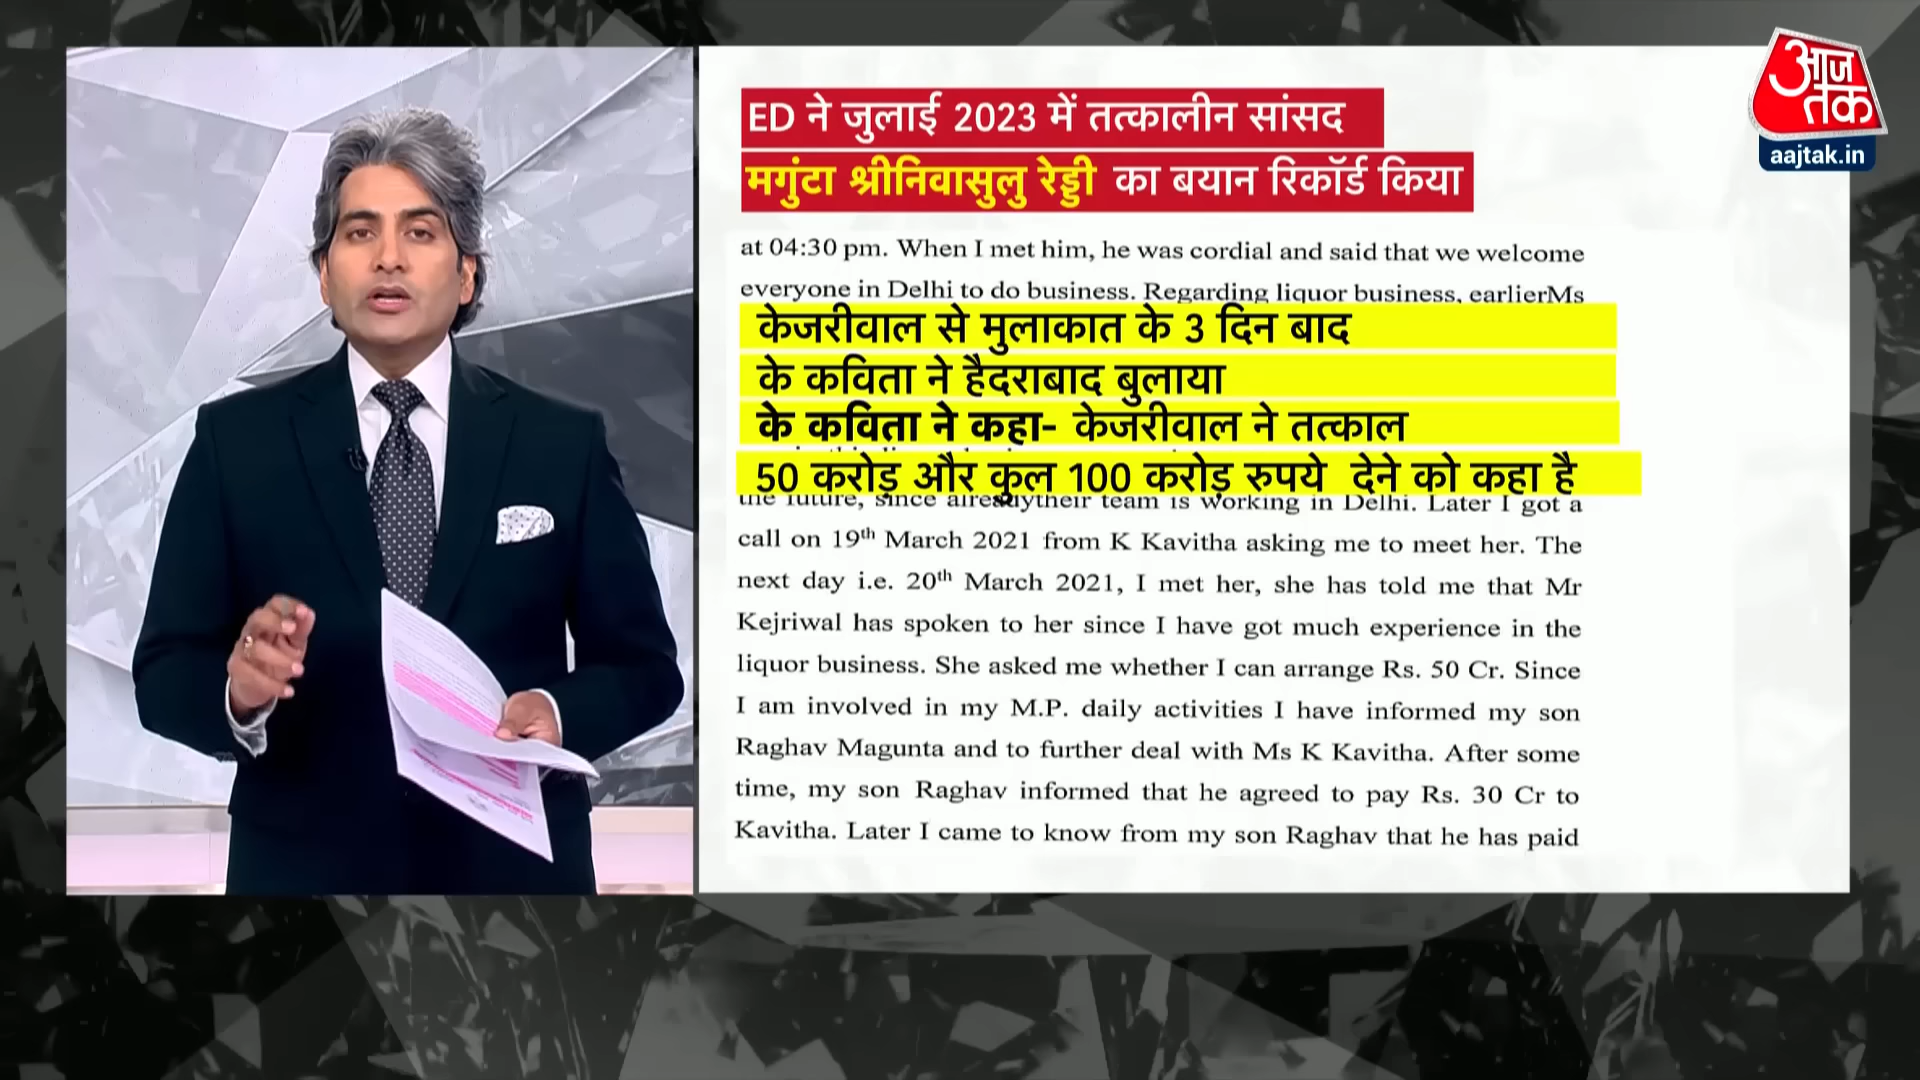 आज
तक
aajtak.in
ED ने जुलाई 2023 में तत्कालीन सांसद
मगुंटा श्रीनिवासुलु रेड्डी का बयान रिकॉर्ड किया
at 04:30 pm. When I met him, he was cordial and said that we welcome
everyone in Delhi to do business. Regarding liquor business, earlierMs
केजरीवाल से मुलाकात के 3 दिन बाद
के कविता ने हैदराबाद बुलाया
के कविता ने कहा- केजरीवाल ने तत्काल
50 करोड़ और कुल 100 करोड़ रुपये देने को कहा है
the future, since alreadytheir team is working in Delhi. Later I got a
call on 19th March 2021 from K Kavitha asking me to meet her. The
next day i.e. 20th March 2021, I met her, she has told me that Mr
Kejriwal has spoken to her since I have got much experience in the
liquor business. She asked me whether I can arrange Rs. 50 Cr. Since
I am involved in my M.P. daily activities I have informed my son
Raghav Magunta and to further deal with Ms K Kavitha. After some
time, my son Raghav informed that he agreed to pay Rs. 30 Cr to
Kavitha. Later I came to know from my son Raghav that he has paid